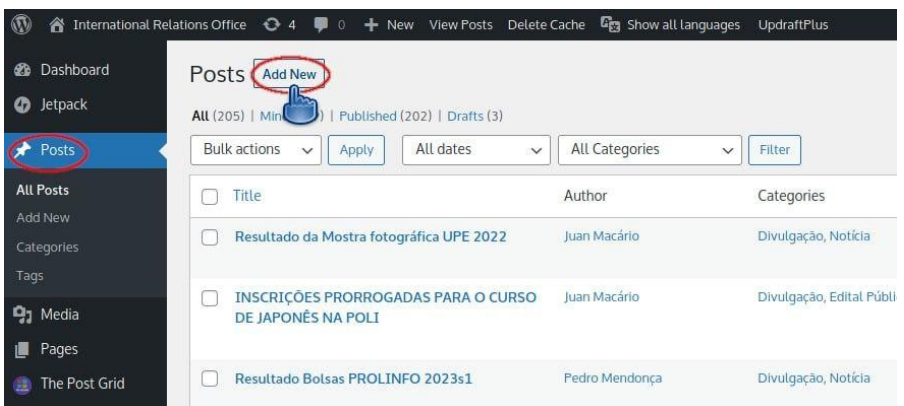 International Relations Office 4 0 New View Posts Delete Cache Show all languages UpdraftPlus
Dashboard
Jetpack
Posts
All Posts
Add New
Categories
Tags
Media
Pages
The Post Grid
Posts Add New
All (205) | Min ) | Published (202) | Drafts (3)
Bulk actions Apply All dates All Categories Filter
Title Author Categories
Resultado da Mostra fotográfica UPE 2022 Juan Macário Divulgação, Notícia
INSCRIÇÕES PRORROGADAS PARA O CURSO Juan Macário Divulgação, Edital Públi
DE JAPONÊS NA POLI
Resultado Bolsas PROLINFO 2023s1 Pedro Mendonça Divulgação, Notícia